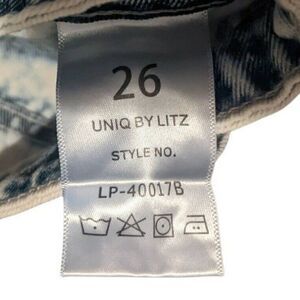 26
UNIQ BY LITZ
STYLE NO.
LP-40017B